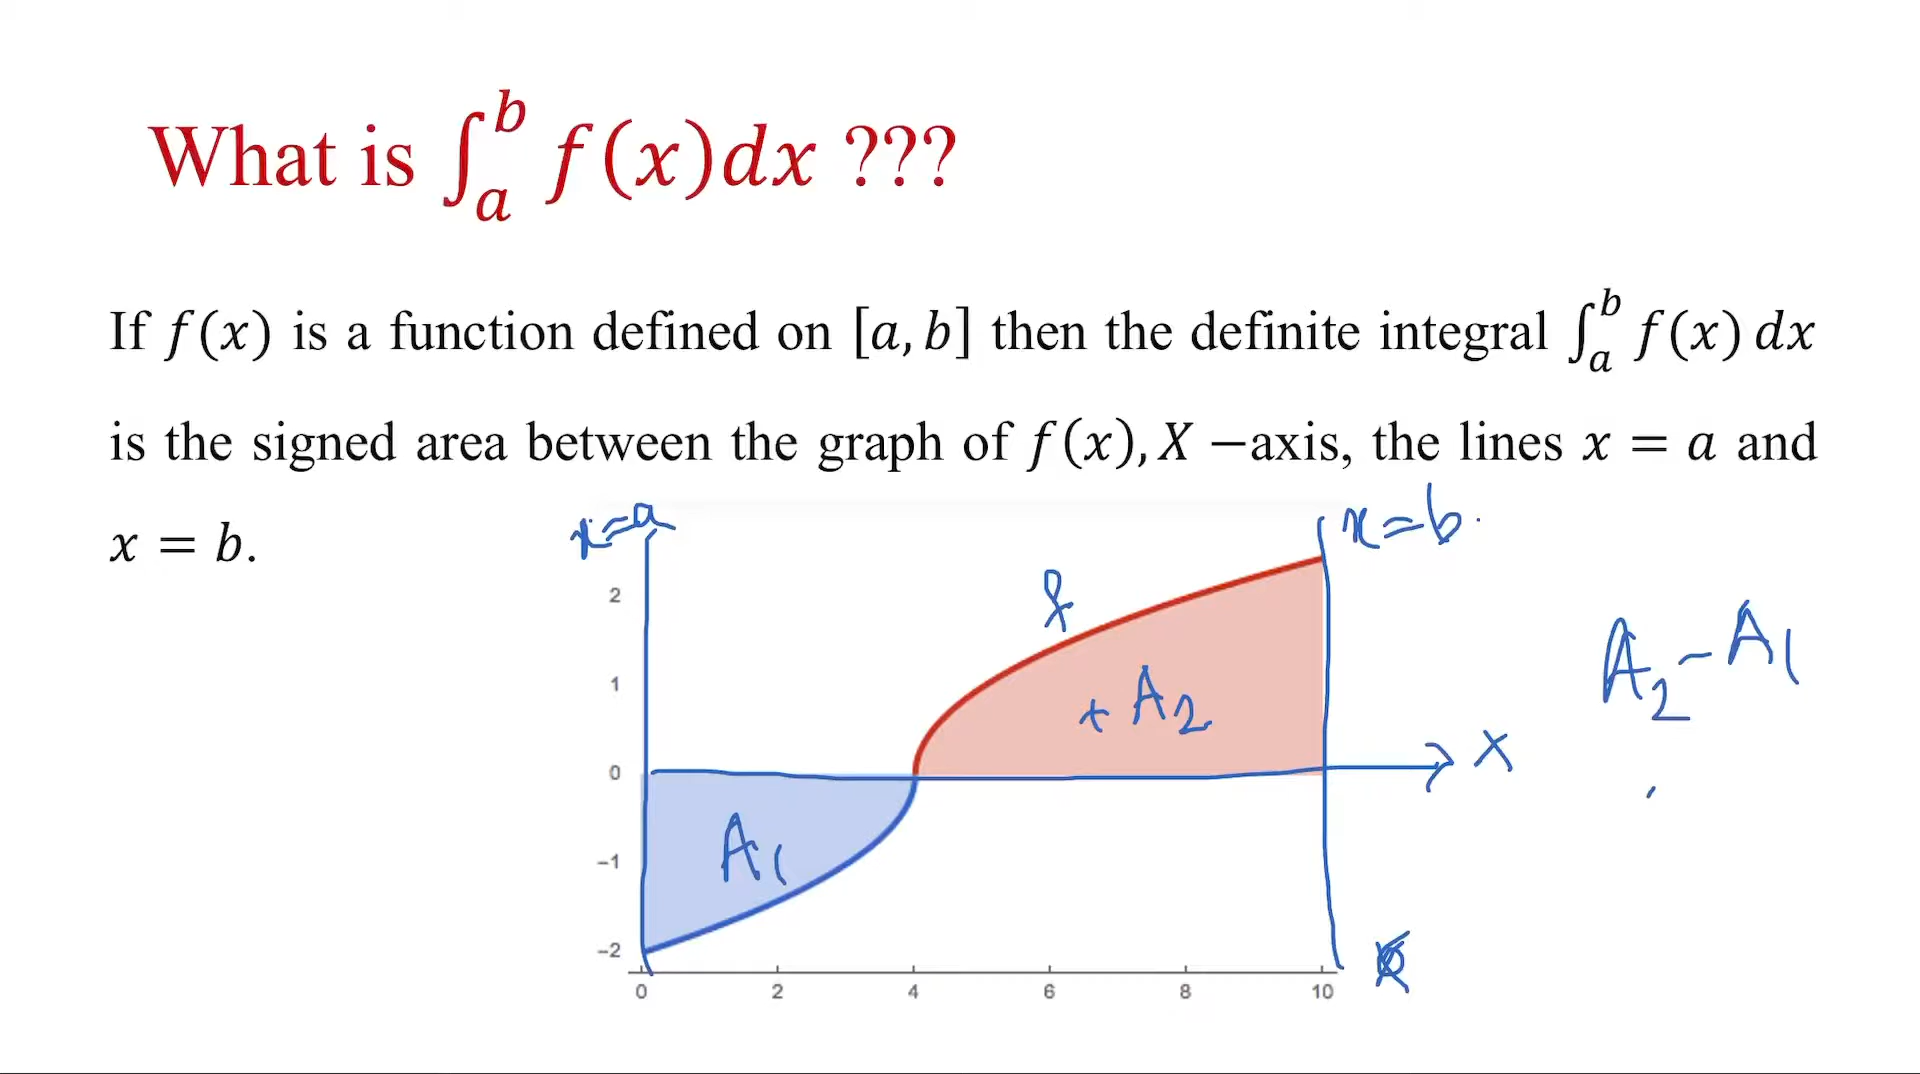 What is ∫_a^b f(x)dx ???
If f(x) is a function defined on [a, b] then the definite integral ∫_a^b f(x) dx
is the signed area between the graph of f(x), X −axis, the lines x = a and
x = b.
x=a
x=b.
f
2
1
0
−1
−2
+ A₂
A₂ − A₁
X
A₁
0 2 4 6 8 10